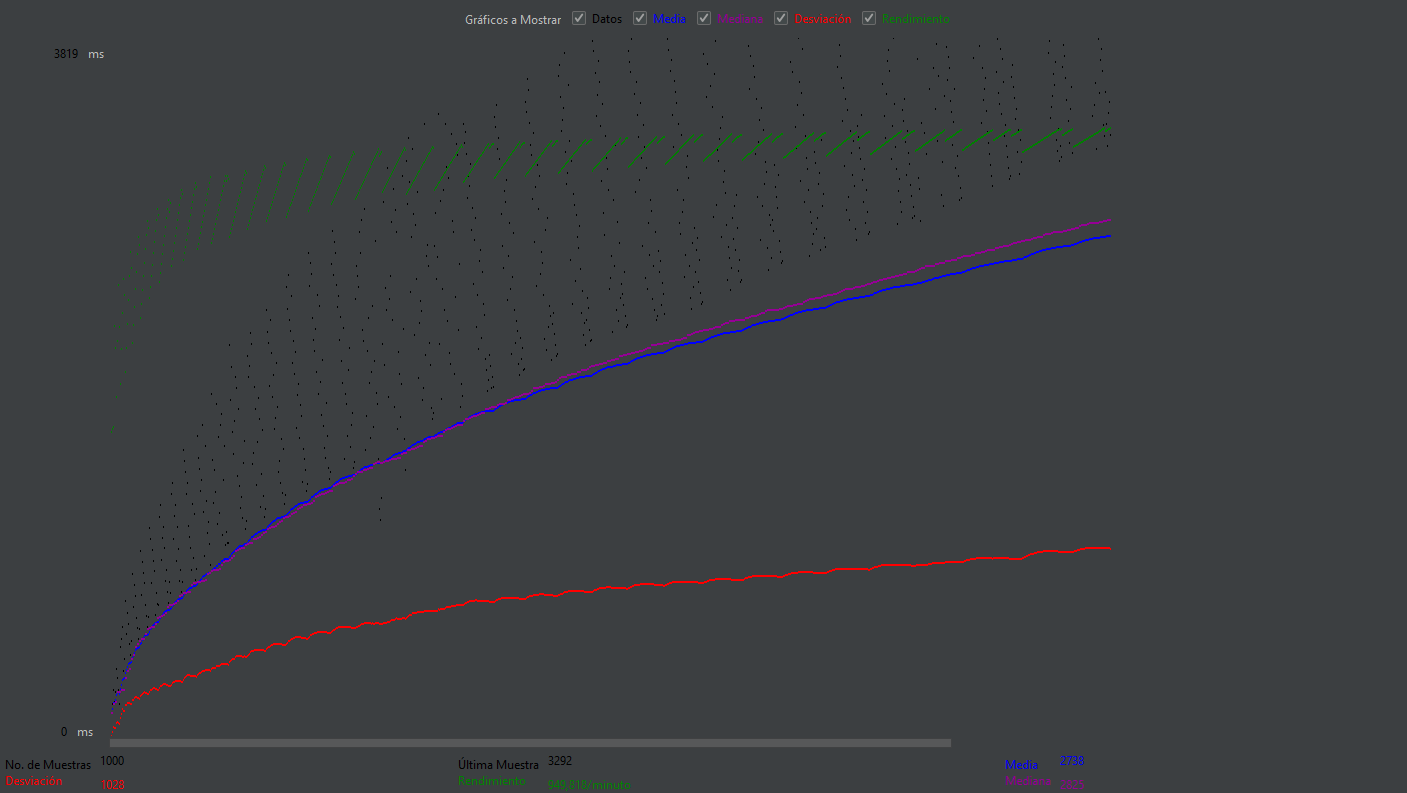 Gráficos a Mostrar Datos Media Mediana Desviación Rendimiento
3819 ms
0 ms
No. de Muestras 1000 Última Muestra 3292 Media 2738
Desviación 1028 Rendimiento 949,818/minuto Mediana 2925